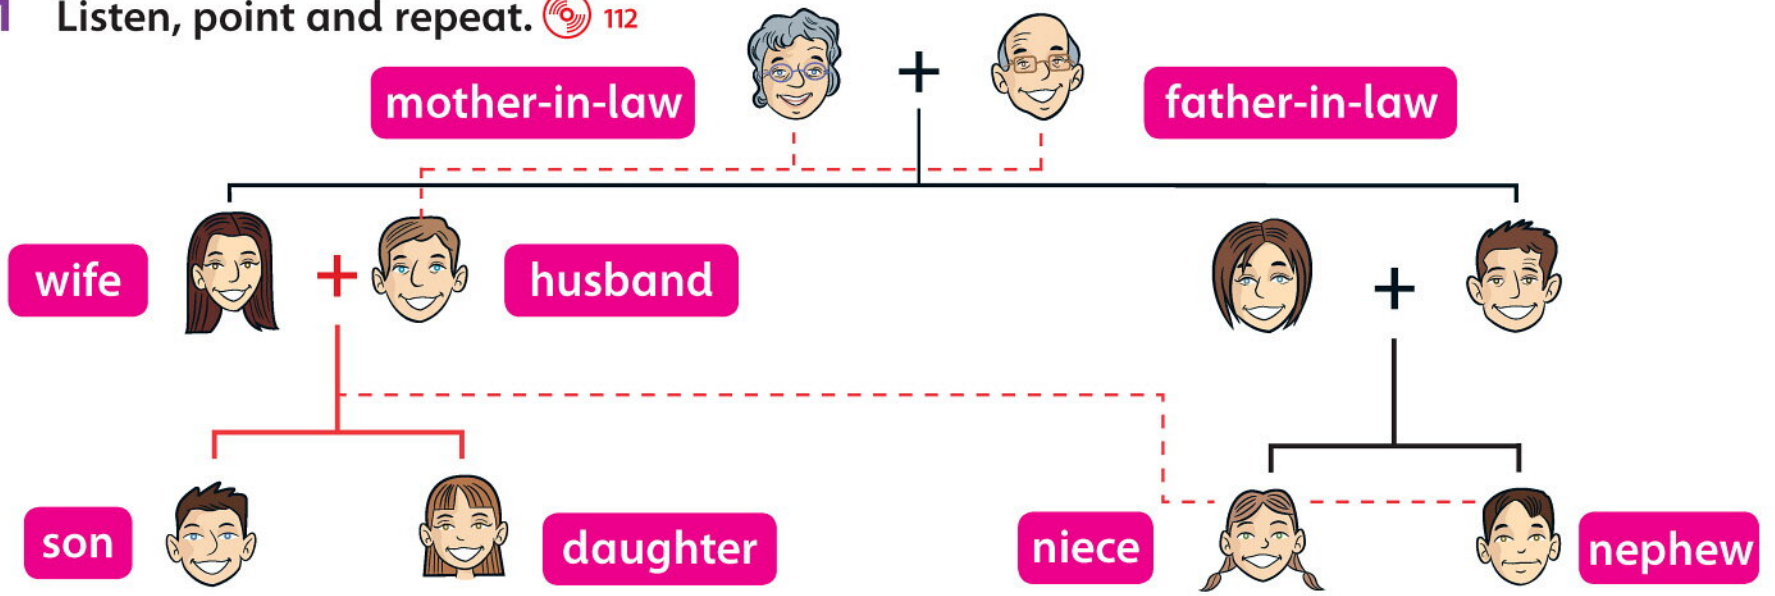 1 Listen, point and repeat. 112
mother-in-law father-in-law
wife husband
son daughter niece nephew